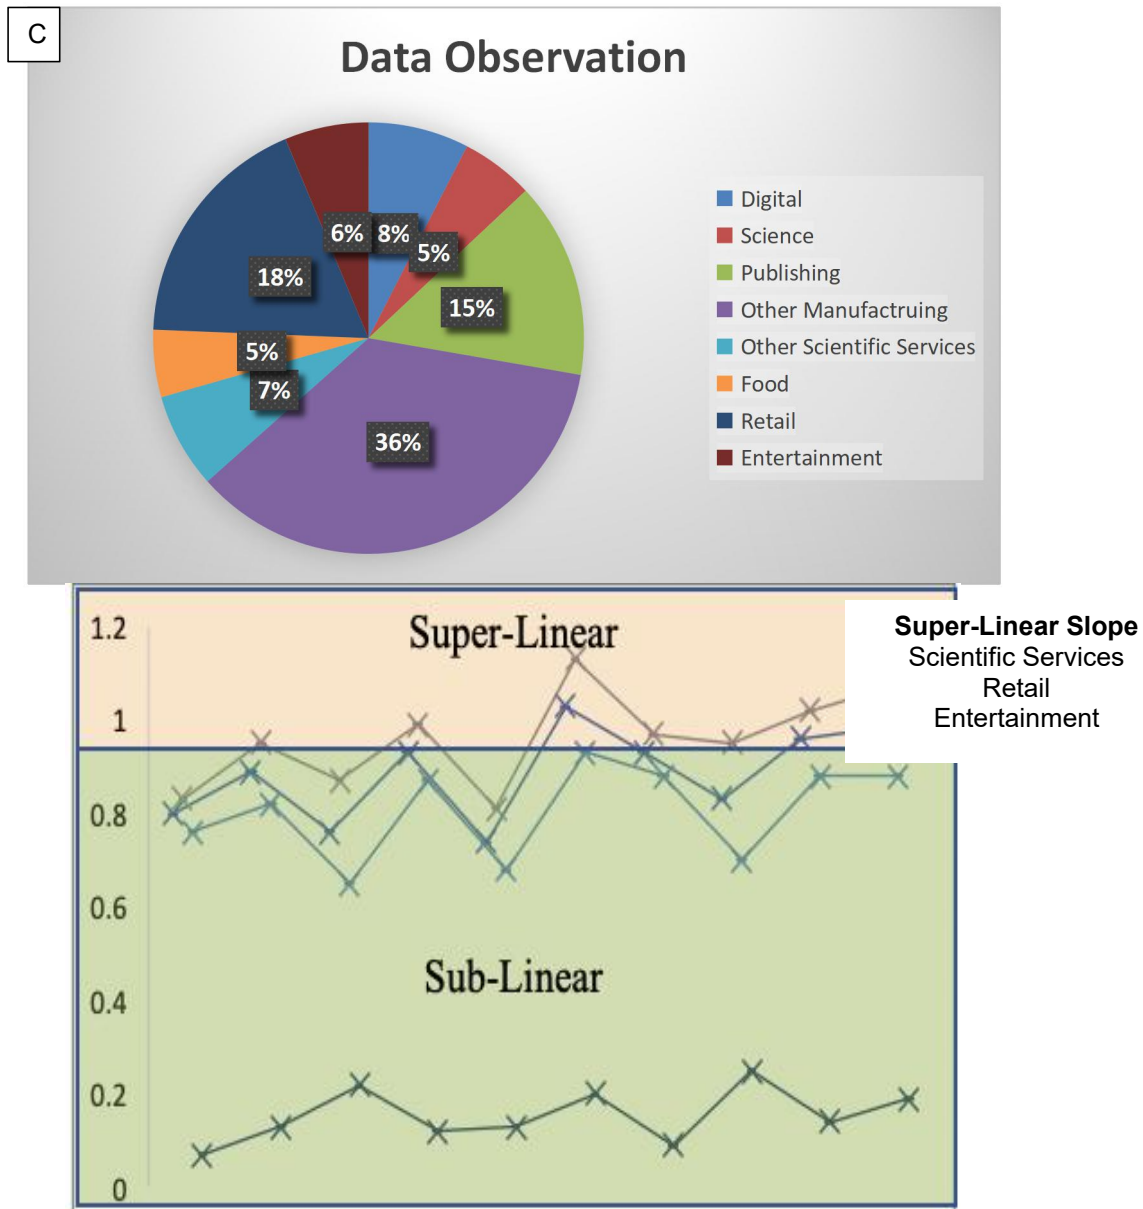 C
Data Observation
6%
8%
5%
18%
15%
5%
7%
36%
Digital
Science
Publishing
Other Manufactruing
Other Scientific Services
Food
Retail
Entertainment
1.2
1
0.8
0.6
0.4
0.2
0
Super-Linear
Sub-Linear
Super-Linear Slope
Scientific Services
Retail
Entertainment